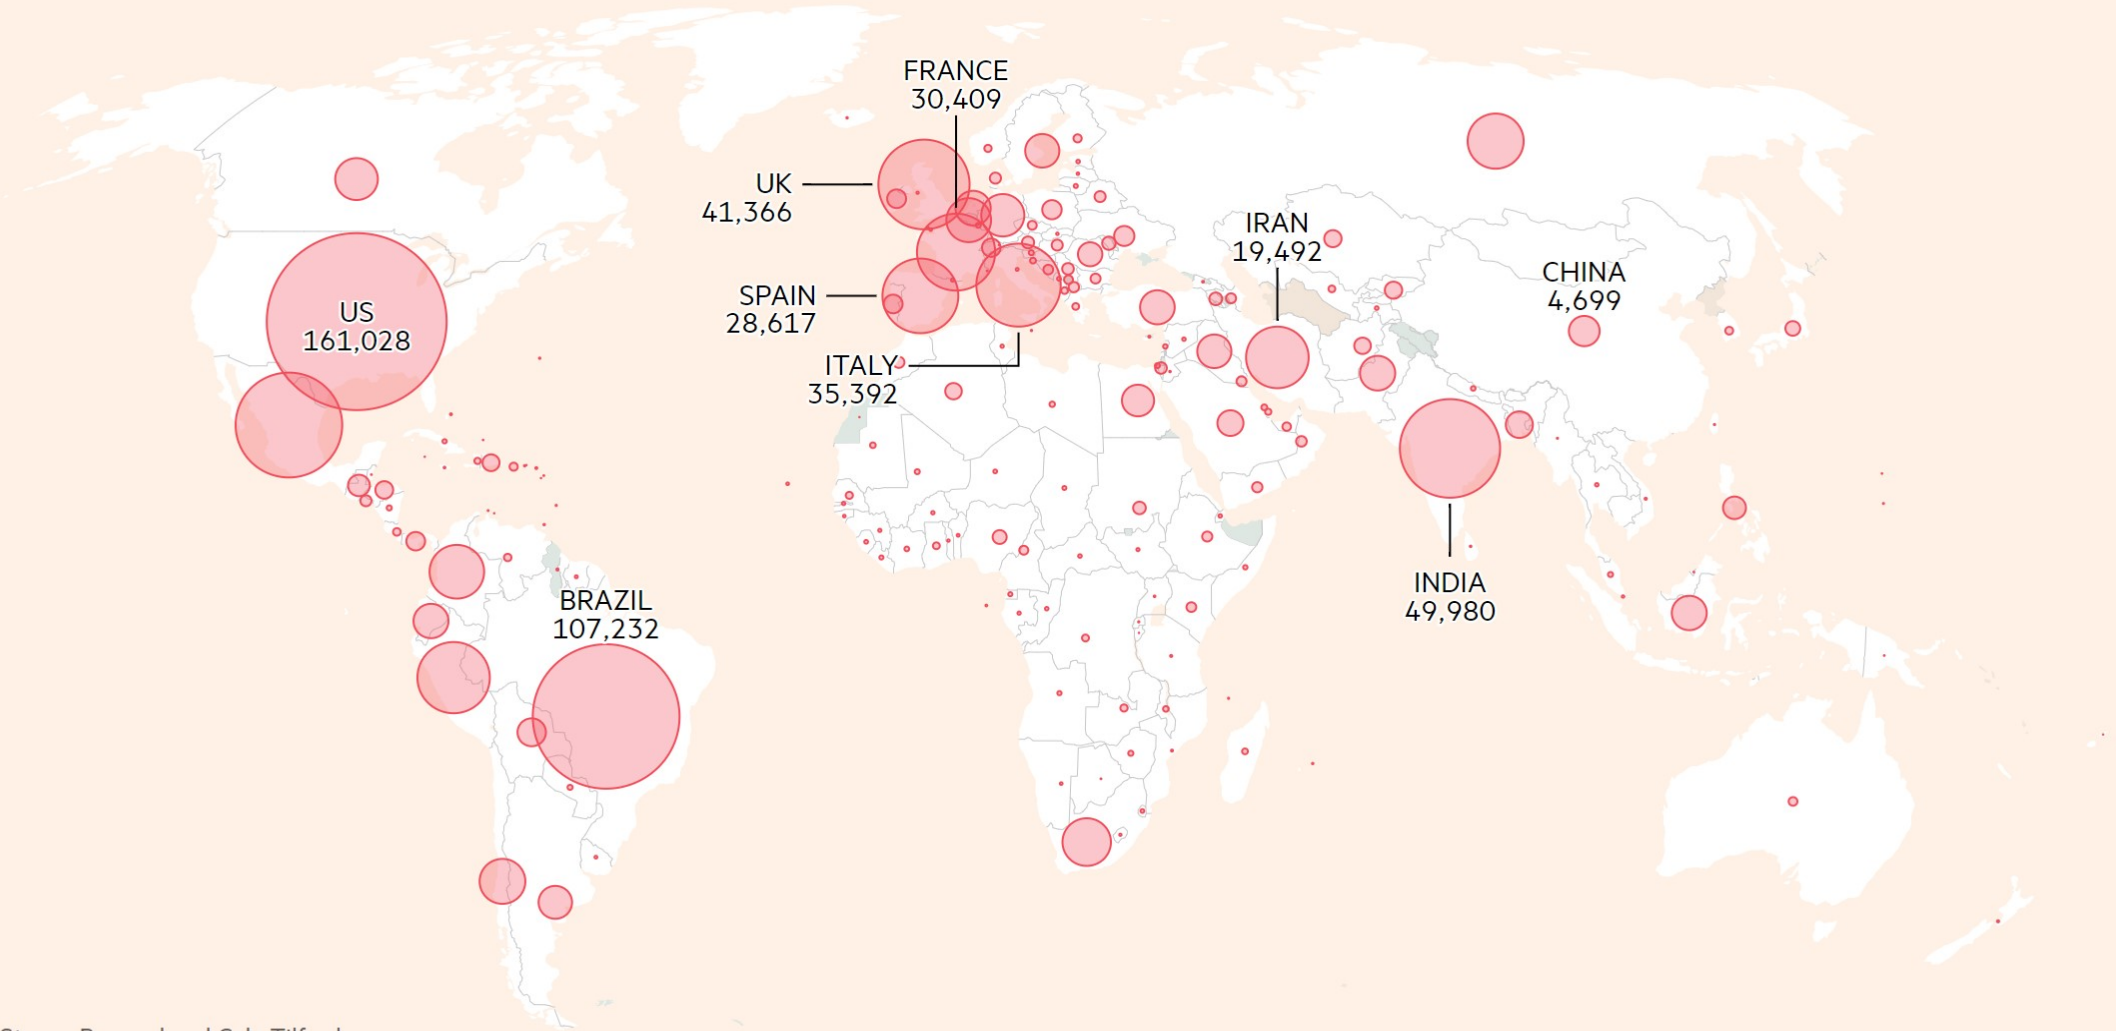 FRANCE
30,409
UK
41,366
IRAN
19,492
CHINA
4,699
SPAIN
28,617
US
161,028
ITALY
35,392
INDIA
49,980
BRAZIL
107,232